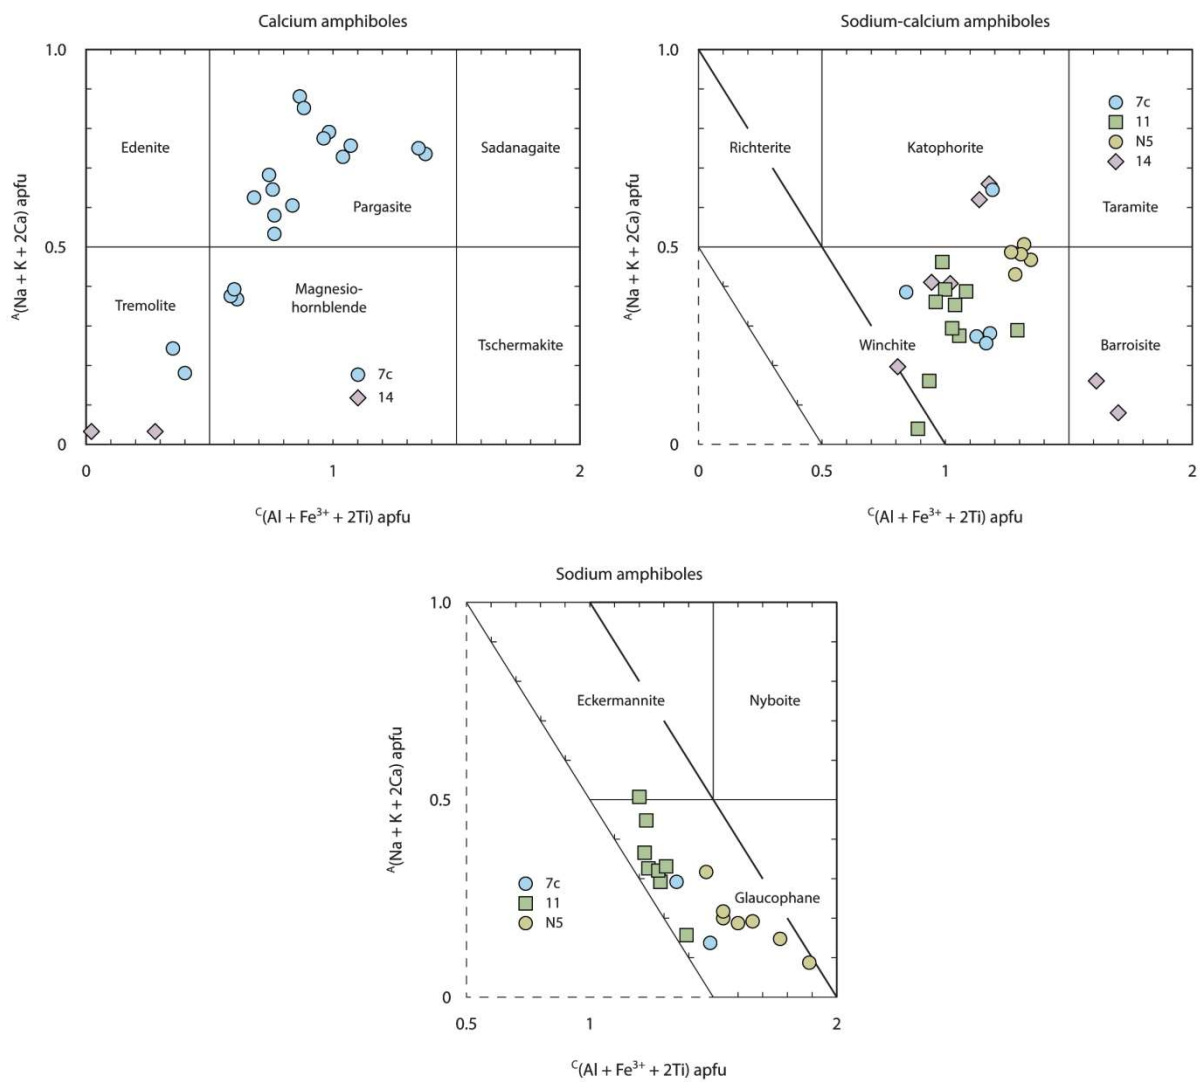 Calcium amphiboles
1.0
Edenite
Sadanagaite
Pargasite
0.5
Tremolite
Magnesio-
hornblende
Tschermakite
7c
14
0
0
1
2
ᴬ(Na + K + 2Ca) apfu
ᶜ(Al + Fe³⁺ + 2Ti) apfu
Sodium-calcium amphiboles
1.0
7c
11
N5
14
Richterite
Katophorite
Taramite
0.5
Winchite
Barroisite
0
0
0.5
1
2
ᴬ(Na + K + 2Ca) apfu
ᶜ(Al + Fe³⁺ + 2Ti) apfu
Sodium amphiboles
1.0
Eckermannite
Nyboite
0.5
7c
11
N5
Glaucophane
0
0.5
1
2
ᴬ(Na + K + 2Ca) apfu
ᶜ(Al + Fe³⁺ + 2Ti) apfu